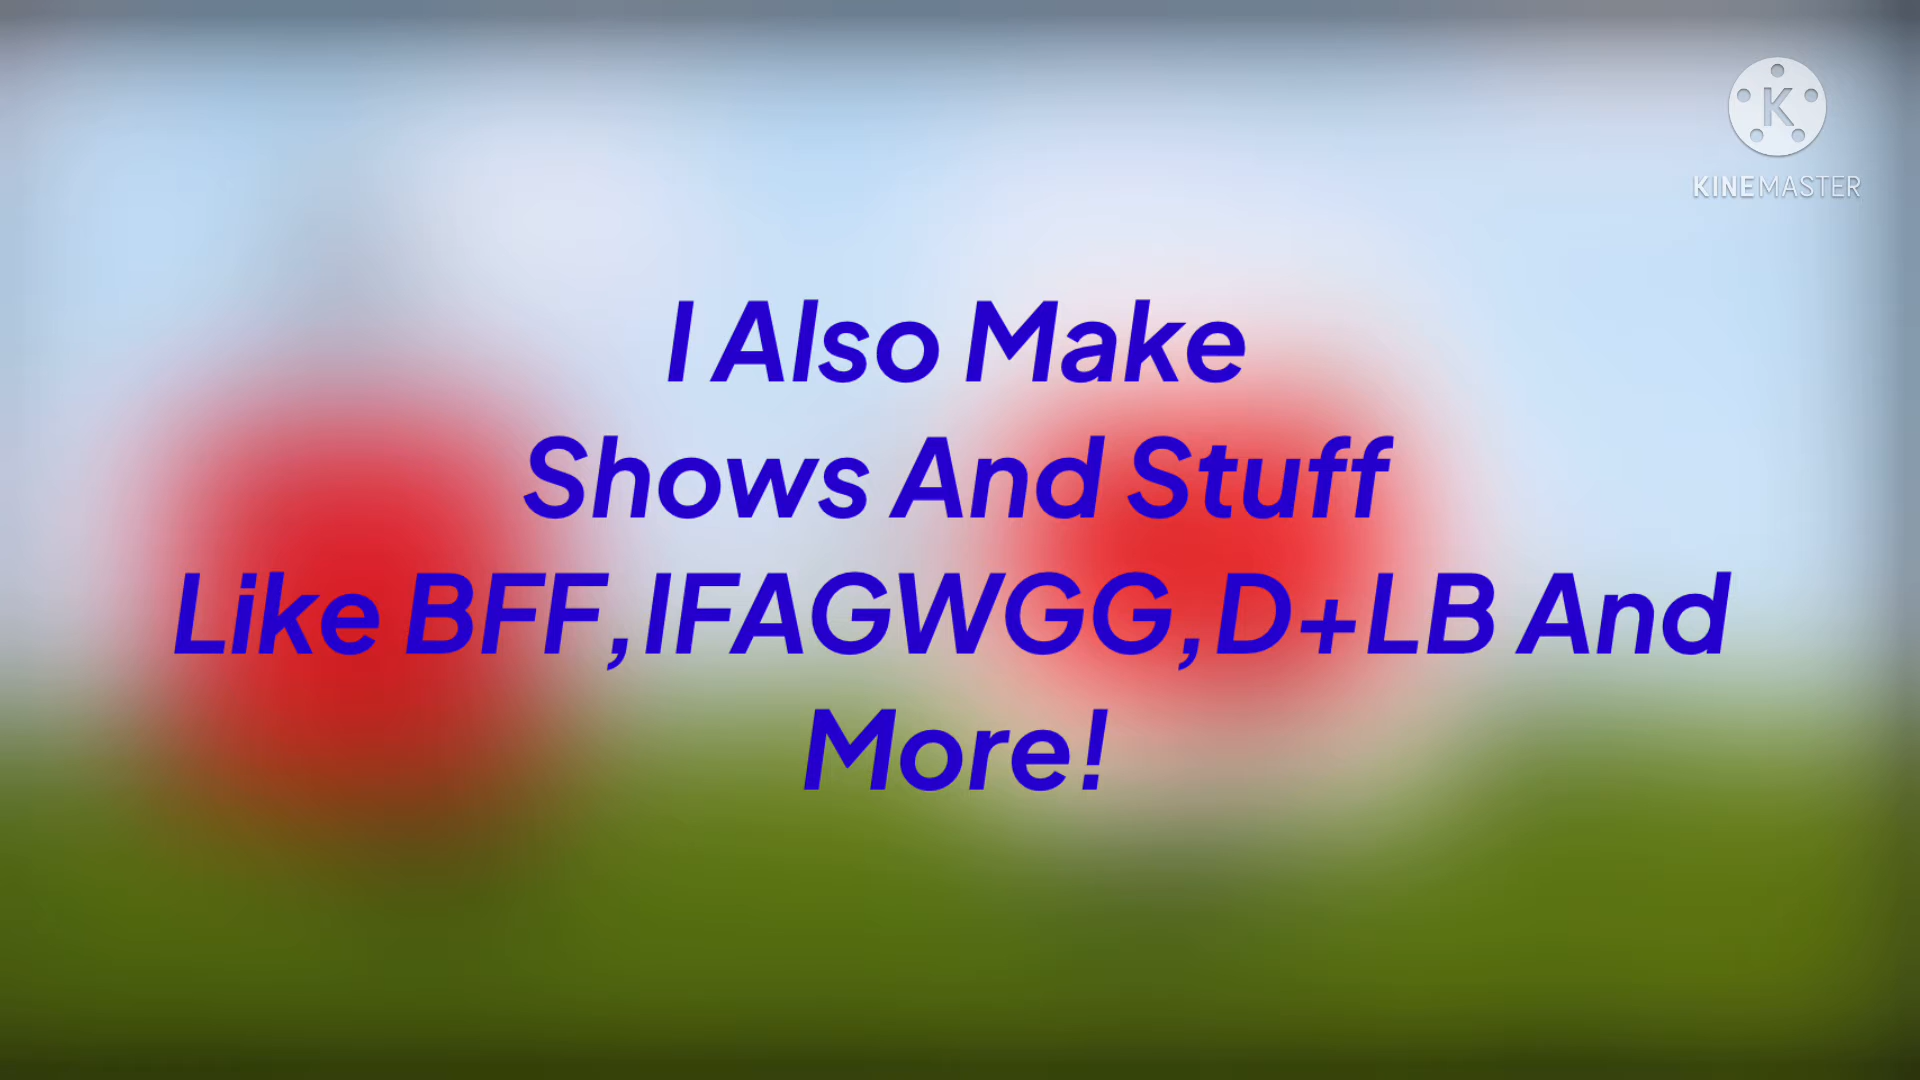 K
KINEMASTER
I Also Make
Shows And Stuff
Like BFF,IFAGWGG,D+LB And
More!